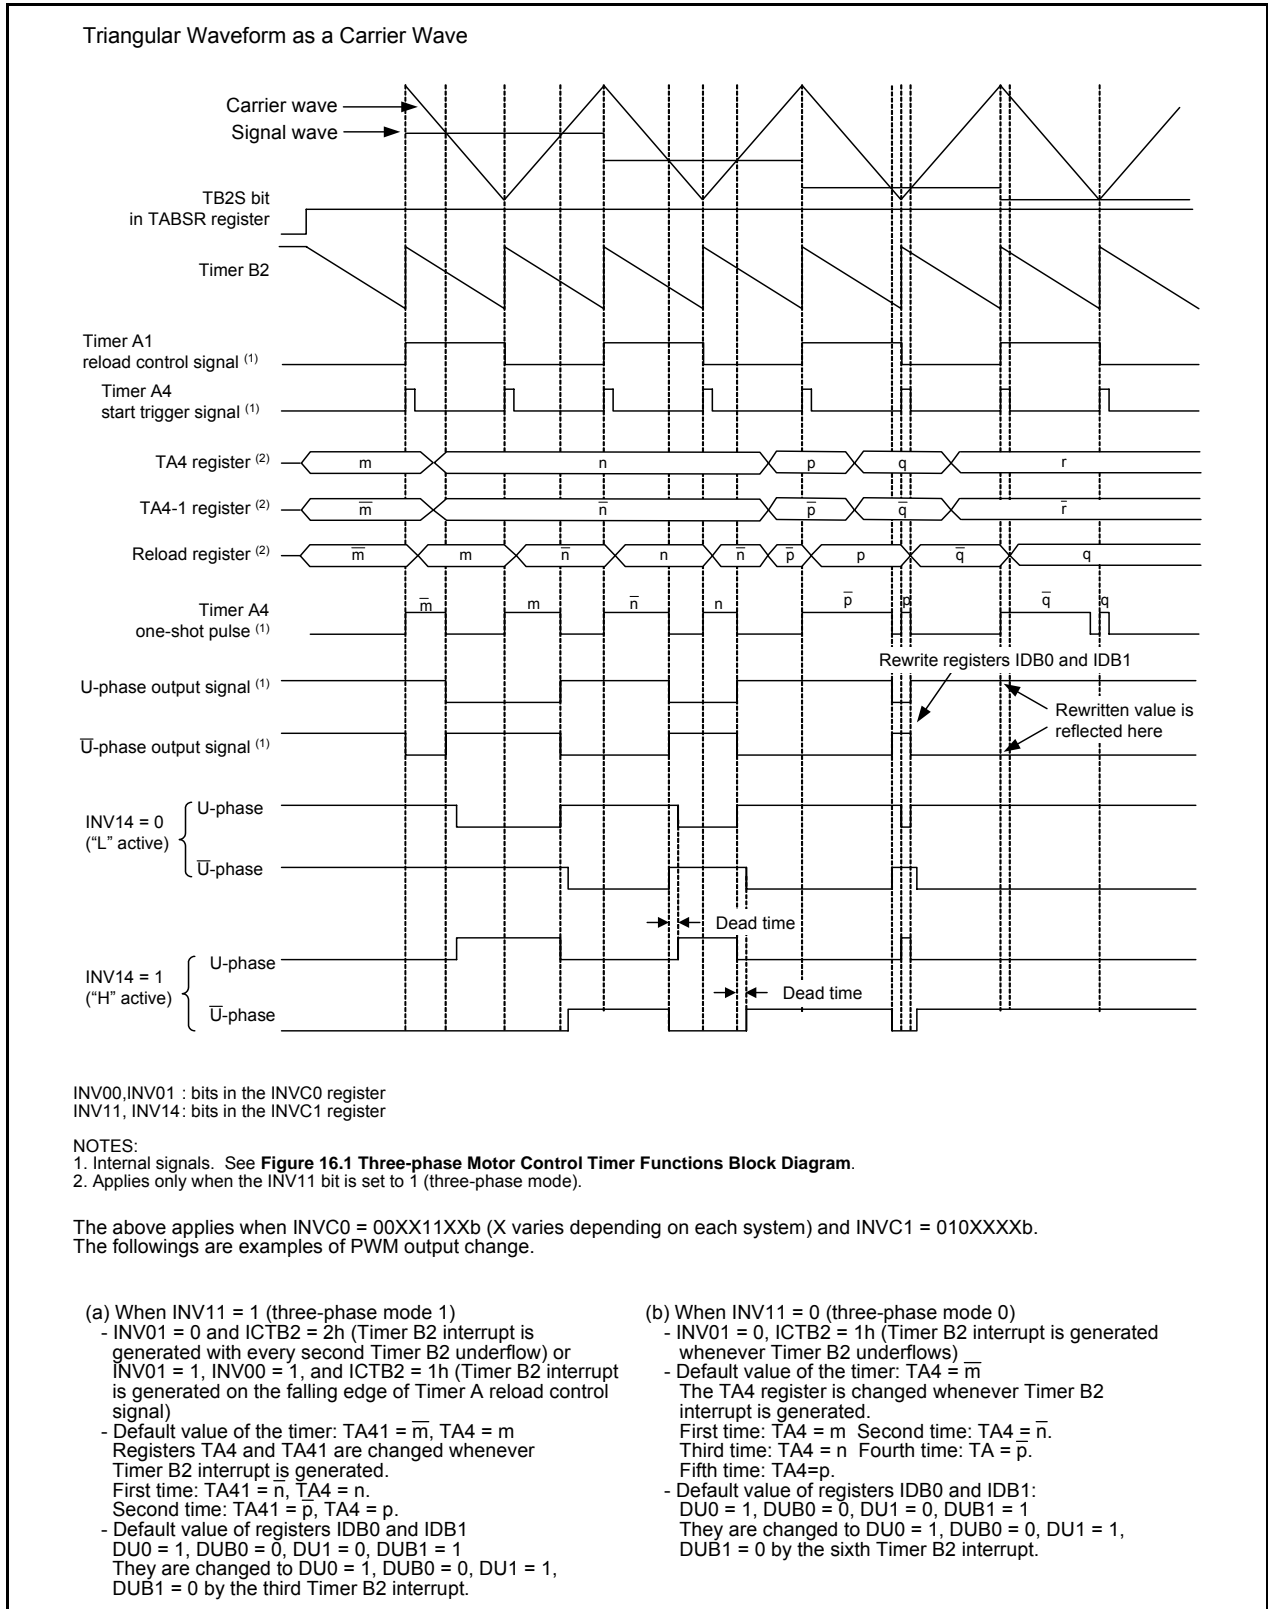 Triangular Waveform as a Carrier Wave
Carrier wave
Signal wave
TB2S bit
in TABSR register
Timer B2
Timer A1
reload control signal (1)
Timer A4
start trigger signal (1)
TA4 register (2) m n p q r
TA4-1 register (2) m̅ n̅ p̅ q̅ r̅
Reload register (2) m̅ m n̅ n n̅ p̅ p q̅ q
m̅ m n̅ n p̅ p q̅ q
Timer A4
one-shot pulse (1)
Rewrite registers IDB0 and IDB1
U-phase output signal (1)
Rewritten value is
reflected here
U̅-phase output signal (1)
INV14 = 0
(“L” active)
U-phase
U̅-phase
Dead time
INV14 = 1
(“H” active)
U-phase
Dead time
U̅-phase
INV00,INV01 : bits in the INVC0 register
INV11, INV14: bits in the INVC1 register
NOTES:
1. Internal signals. See Figure 16.1 Three-phase Motor Control Timer Functions Block Diagram.
2. Applies only when the INV11 bit is set to 1 (three-phase mode).
The above applies when INVC0 = 00XX11XXb (X varies depending on each system) and INVC1 = 010XXXXb.
The followings are examples of PWM output change.
(a) When INV11 = 1 (three-phase mode 1)
- INV01 = 0 and ICTB2 = 2h (Timer B2 interrupt is
generated with every second Timer B2 underflow) or
INV01 = 1, INV00 = 1, and ICTB2 = 1h (Timer B2 interrupt
is generated on the falling edge of Timer A reload control
signal)
- Default value of the timer: TA41 = m̅, TA4 = m
Registers TA4 and TA41 are changed whenever
Timer B2 interrupt is generated.
First time: TA41 = n̅, TA4 = n.
Second time: TA41 = p̅, TA4 = p.
- Default value of registers IDB0 and IDB1
DU0 = 1, DUB0 = 0, DU1 = 0, DUB1 = 1
They are changed to DU0 = 1, DUB0 = 0, DU1 = 1,
DUB1 = 0 by the third Timer B2 interrupt.
(b) When INV11 = 0 (three-phase mode 0)
- INV01 = 0, ICTB2 = 1h (Timer B2 interrupt is generated
whenever Timer B2 underflows)
- Default value of the timer: TA4 = m̅
The TA4 register is changed whenever Timer B2
interrupt is generated.
First time: TA4 = m Second time: TA4 = n̅.
Third time: TA4 = n Fourth time: TA = p̅.
Fifth time: TA4=p.
- Default value of registers IDB0 and IDB1:
DU0 = 1, DUB0 = 0, DU1 = 0, DUB1 = 1
They are changed to DU0 = 1, DUB0 = 0, DU1 = 1,
DUB1 = 0 by the sixth Timer B2 interrupt.